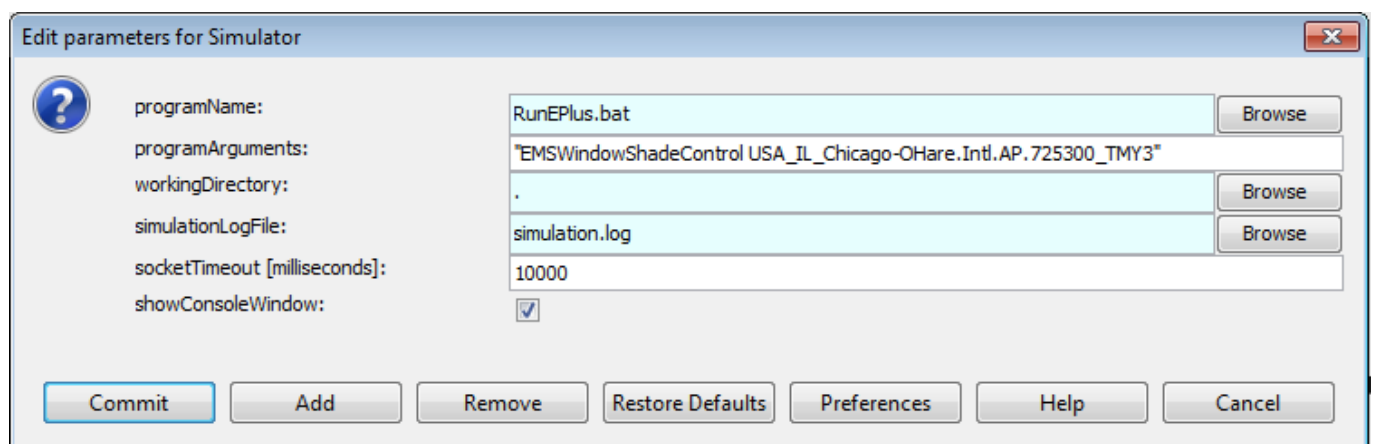 Edit parameters for Simulator
programName: RunEPlus.bat Browse
programArguments: "EMSWindowShadeControl USA_IL_Chicago-OHare.Intl.AP.725300_TMY3"
workingDirectory: . Browse
simulationLogFile: simulation.log Browse
socketTimeout [milliseconds]: 10000
showConsoleWindow:
Commit Add Remove Restore Defaults Preferences Help Cancel